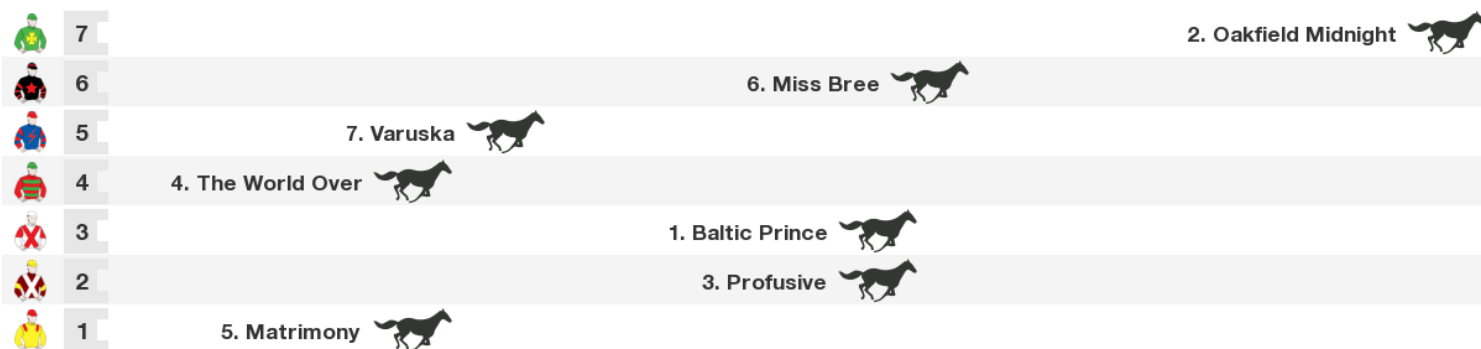 7 2. Oakfield Midnight
6 6. Miss Bree
5 7. Varuska
4 4. The World Over
3 1. Baltic Prince
2 3. Profusive
1 5. Matrimony